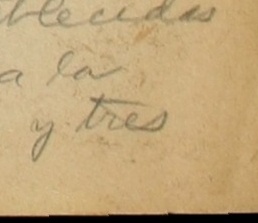 blecidas
a la
y tres